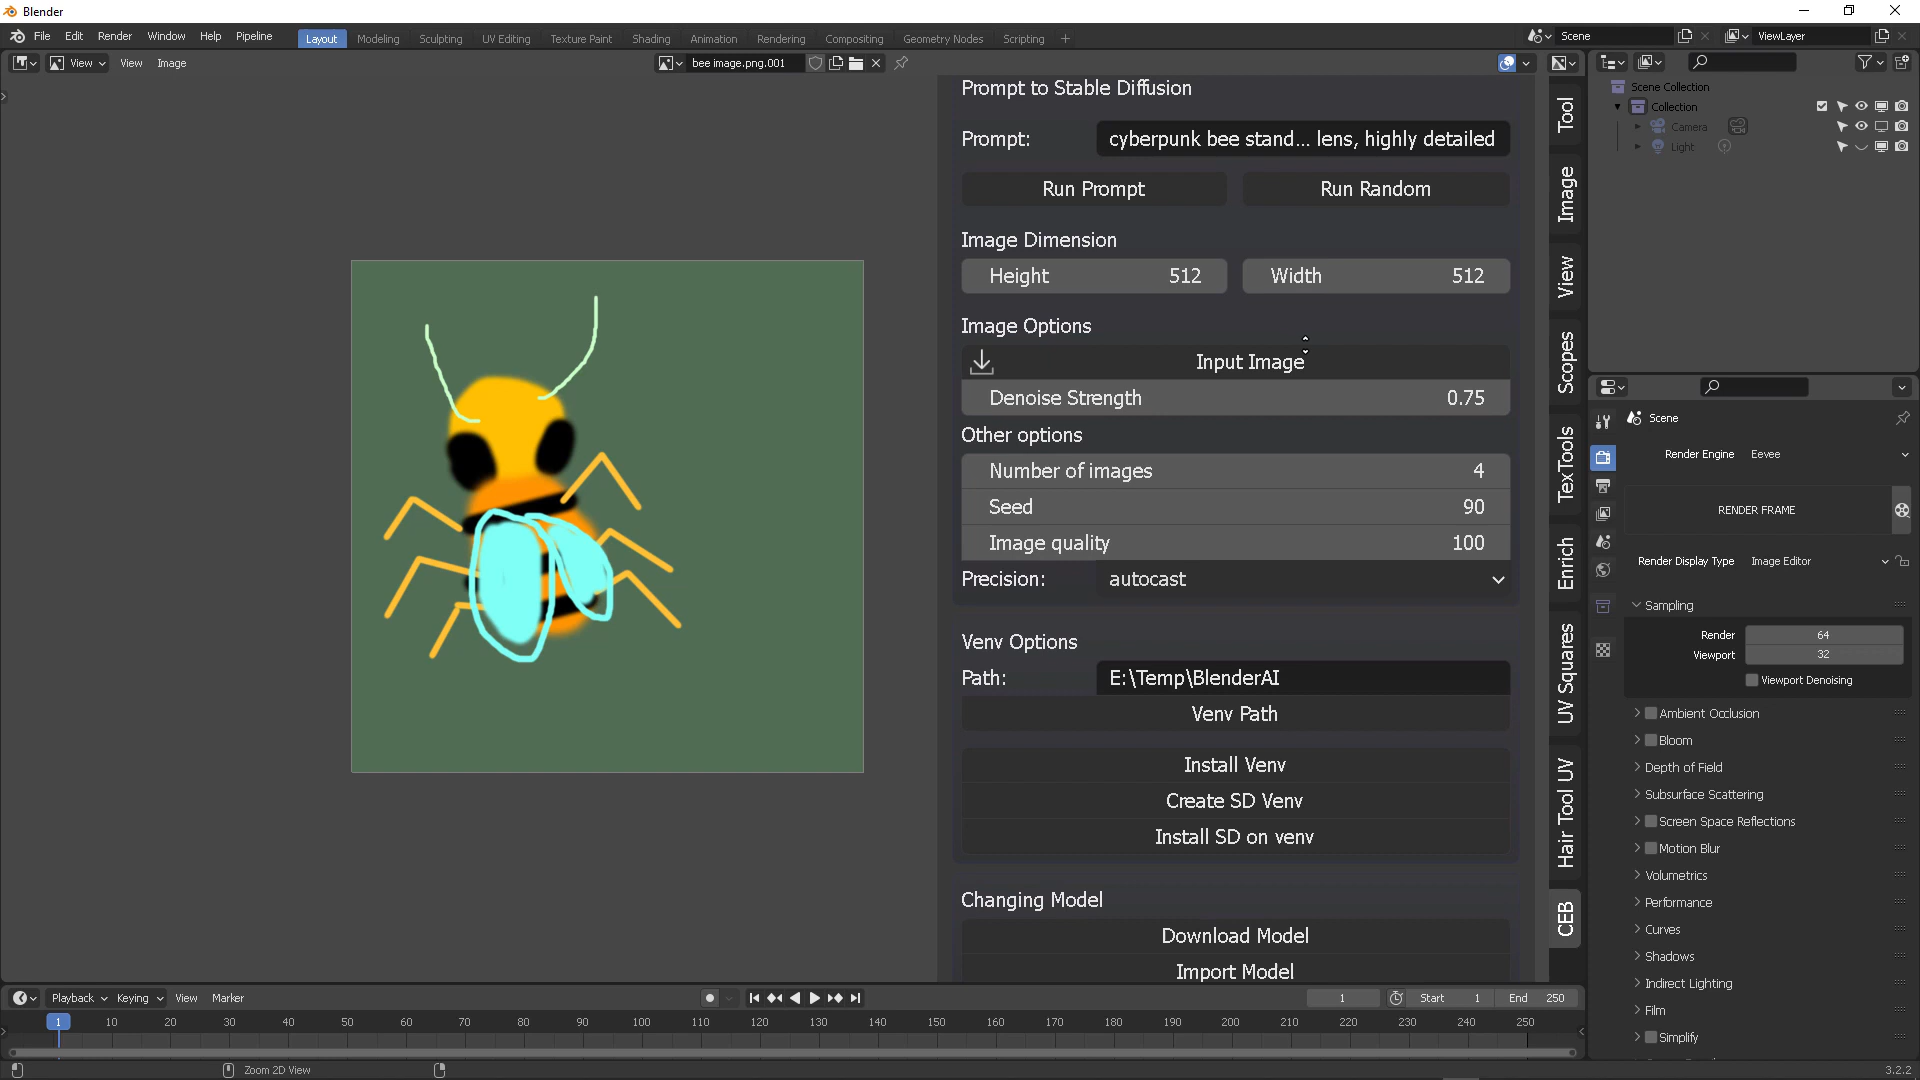 Blender
File Edit Render Window Help Pipeline
Layout Modeling Sculpting UV Editing Texture Paint Shading Animation Rendering Compositing Geometry Nodes Scripting +
Scene
ViewLayer
View View Image
bee image.png.001
Prompt to Stable Diffusion
Prompt: cyberpunk bee stand... lens, highly detailed
Run Prompt Run Random
Image Dimension
Height 512 Width 512
Image Options
Input Image
Denoise Strength 0.75
Other options
Number of images 4
Seed 90
Image quality 100
Precision: autocast
Venv Options
Path: E:\Temp\BlenderAI
Venv Path
Install Venv
Create SD Venv
Install SD on venv
Changing Model
Download Model
Import Model
Tool
Image
View
Scopes
TexTools
Enrich
UV Squares
Hair Tool UV
CEB
Scene Collection
Collection
Camera
Light
Scene
Render Engine Eevee
RENDER FRAME
Render Display Type Image Editor
Sampling
Render 64
Viewport 32
Viewport Denoising
Ambient Occlusion
Bloom
Depth of Field
Subsurface Scattering
Screen Space Reflections
Motion Blur
Volumetrics
Performance
Curves
Shadows
Indirect Lighting
Film
Simplify
Playback Keying View Marker
1 Start 1 End 250
1 10 20 30 40 50 60 70 80 90 100 110 120 130 140 150 160 170 180 190 200 210 220 230 240 250
Zoom 2D View
3.2.2